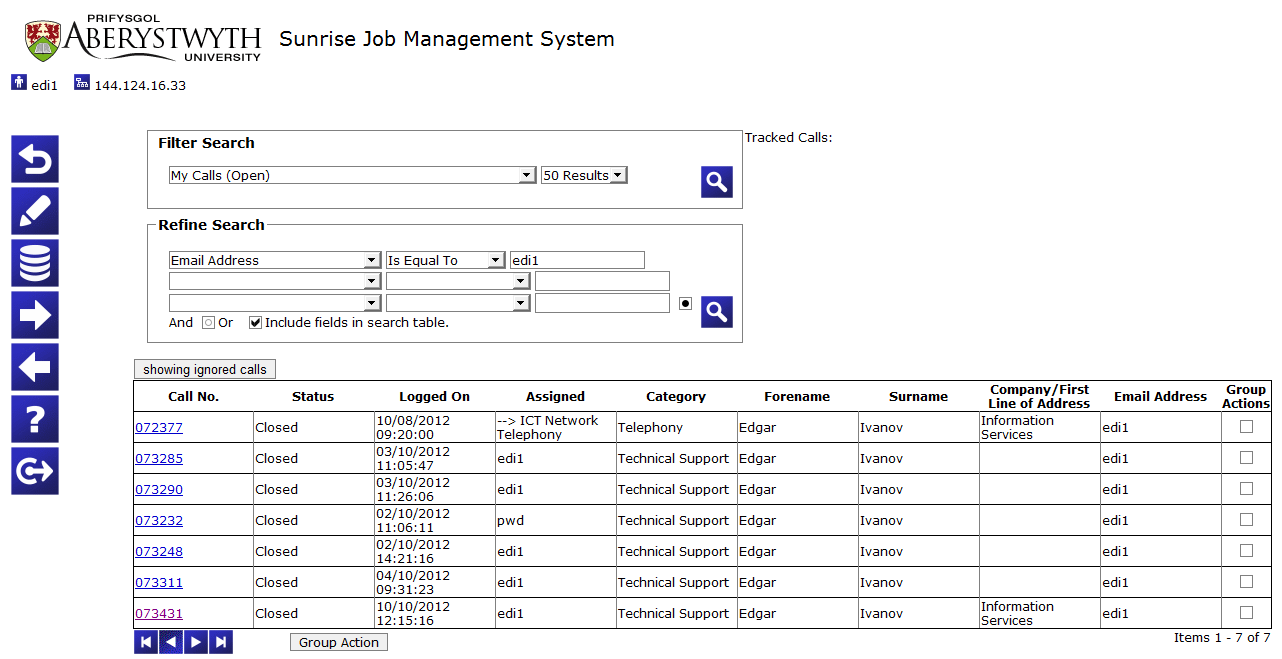 PRIFYSGOL
ABERYSTWYTH
UNIVERSITY
Sunrise Job Management System
edi1 144.124.16.33
Filter Search
Tracked Calls:
My Calls (Open) 50 Results
Refine Search
Email Address Is Equal To edi1
And Or Include fields in search table.
showing ignored calls
Call No. Status Logged On Assigned Category Forename Surname Company/First Line of Address Email Address Group Actions
072377 Closed 10/08/2012 09:20:00 --> ICT Network Telephony Telephony Edgar Ivanov Information Services edi1
073285 Closed 03/10/2012 11:05:47 edi1 Technical Support Edgar Ivanov edi1
073290 Closed 03/10/2012 11:26:06 edi1 Technical Support Edgar Ivanov edi1
073232 Closed 02/10/2012 11:06:11 pwd Technical Support Edgar Ivanov edi1
073248 Closed 02/10/2012 14:21:16 edi1 Technical Support Edgar Ivanov edi1
073311 Closed 04/10/2012 09:31:23 edi1 Technical Support Edgar Ivanov edi1
073431 Closed 10/10/2012 12:15:16 edi1 Technical Support Edgar Ivanov Information Services edi1
Group Action
Items 1 - 7 of 7